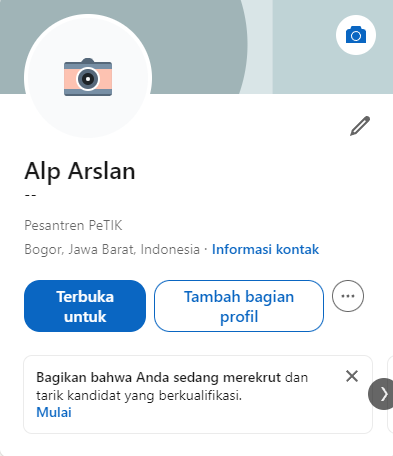 Alp Arslan
--
Pesantren PeTIK
Bogor, Jawa Barat, Indonesia · Informasi kontak
Terbuka
untuk
Tambah bagian
profil
Bagikan bahwa Anda sedang merekrut dan
tarik kandidat yang berkualifikasi.
Mulai